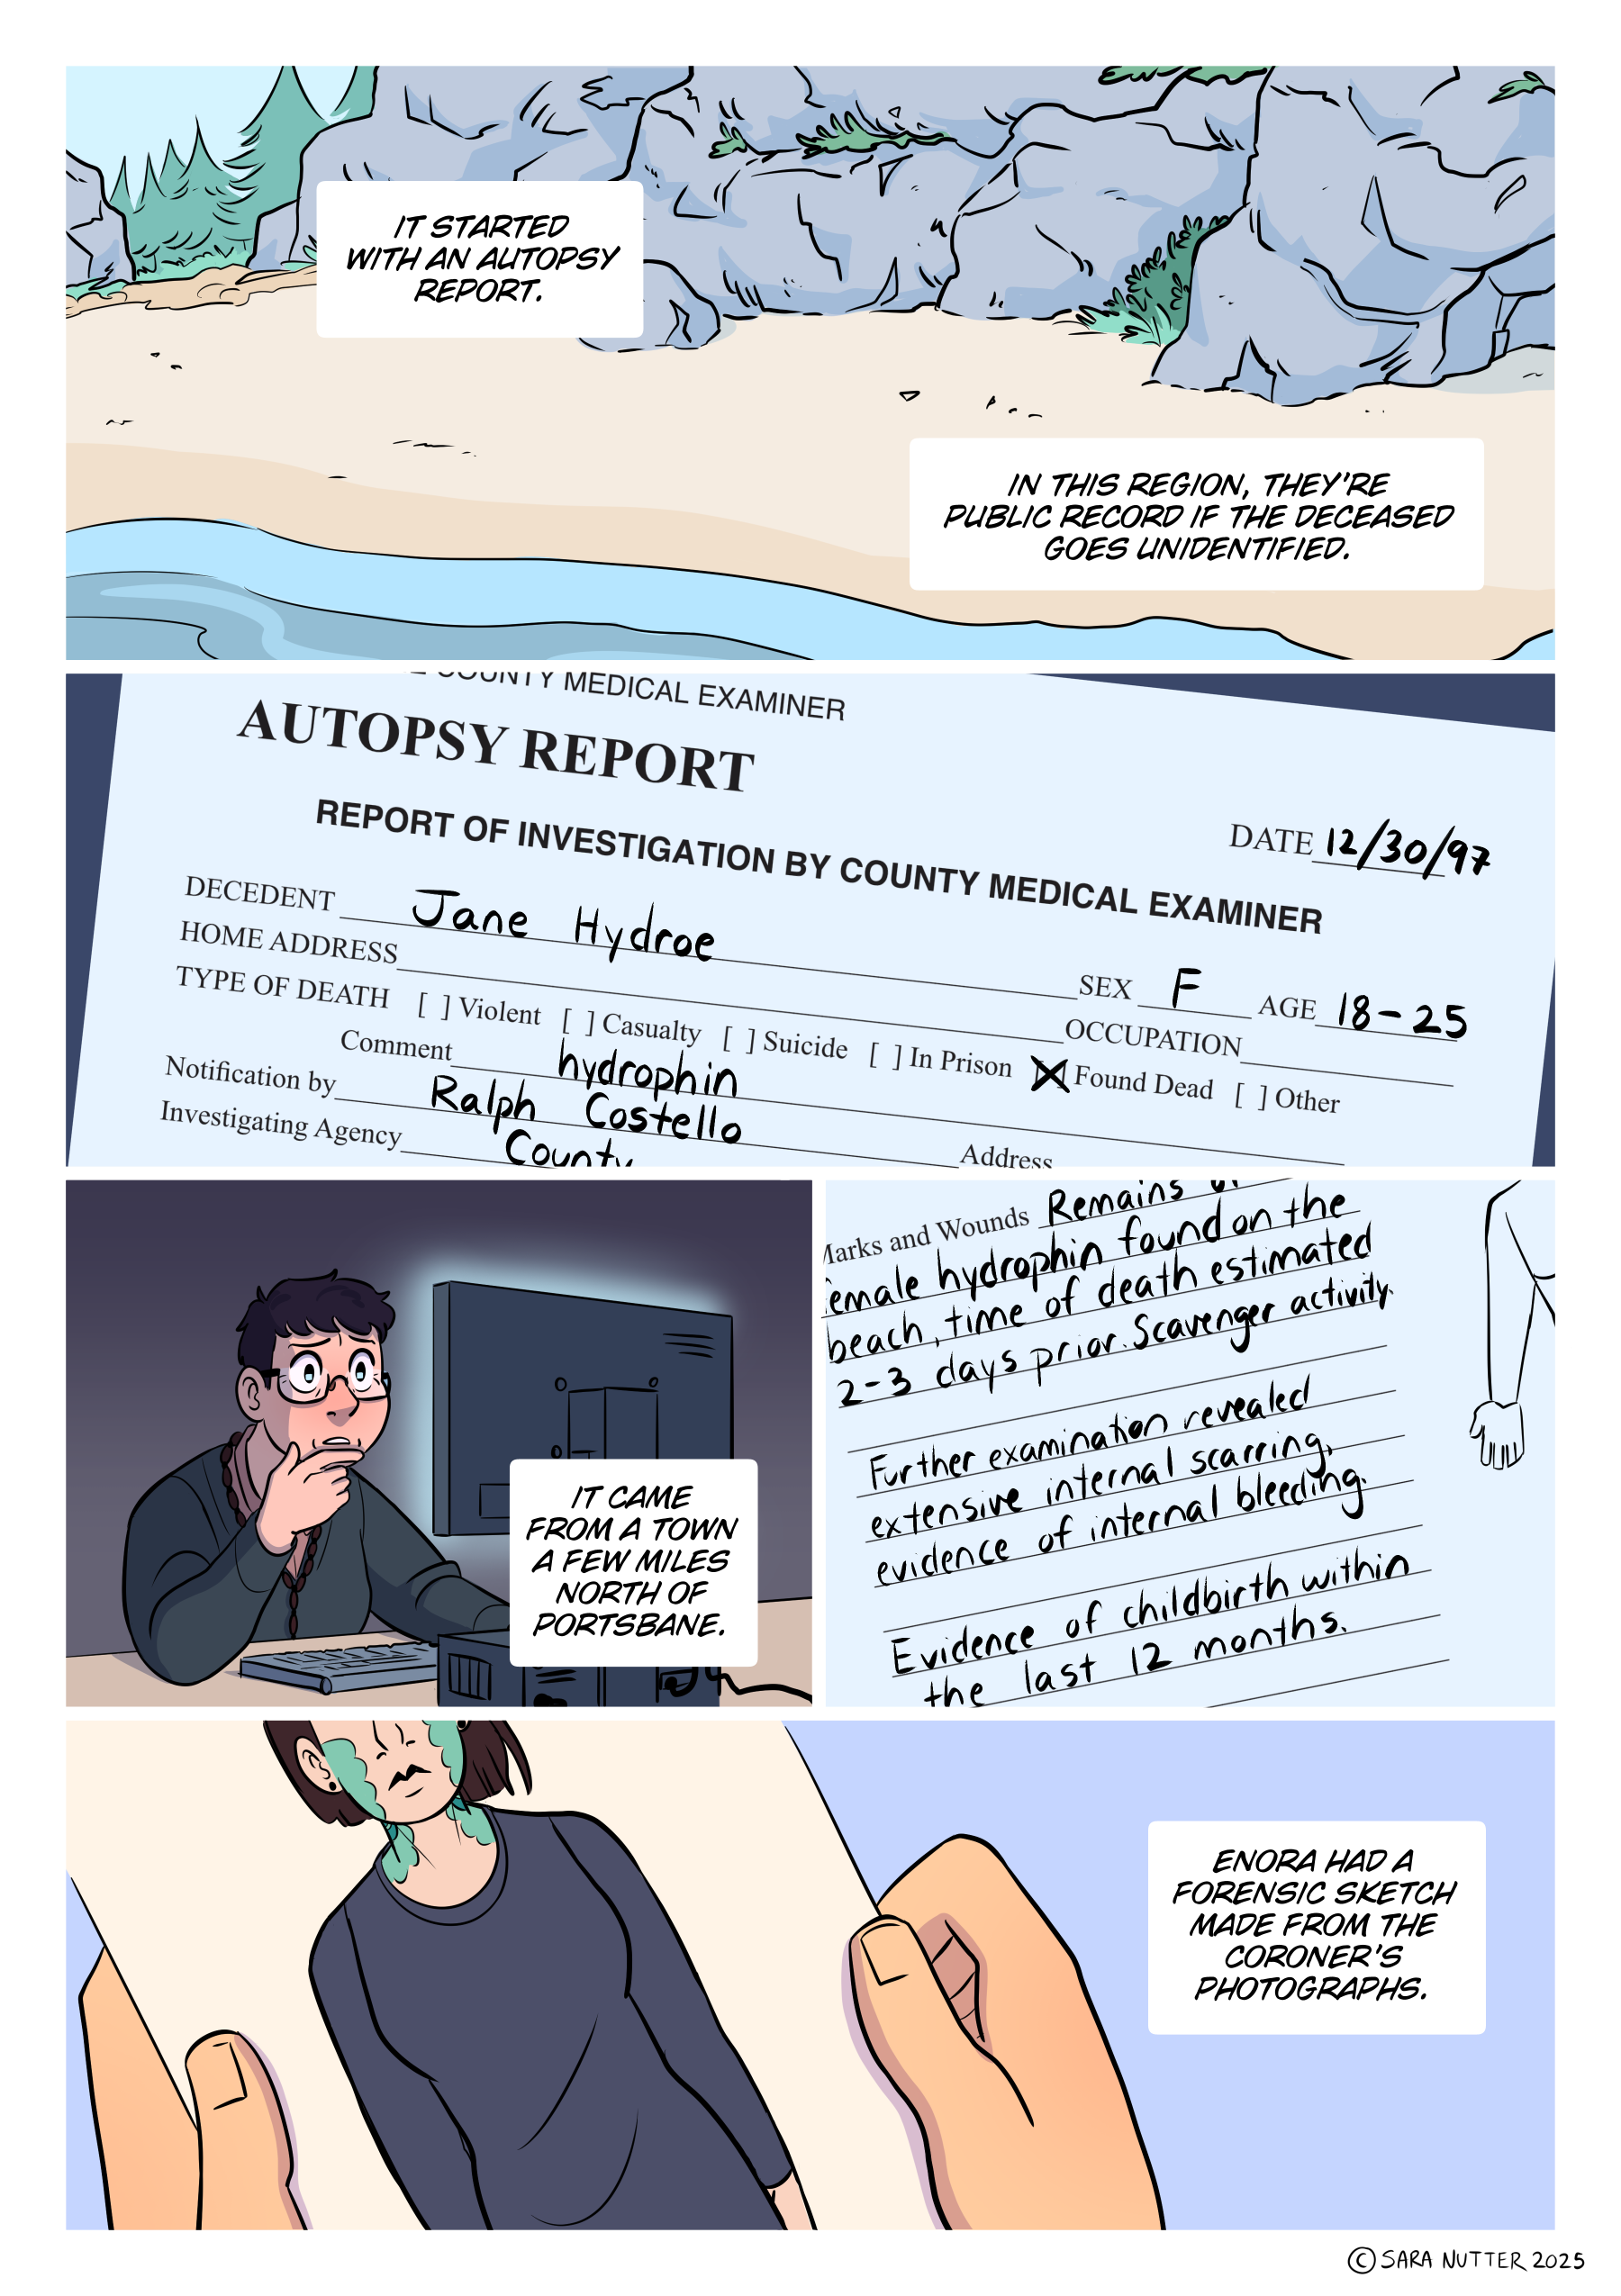 IT STARTED
WITH AN AUTOPSY
REPORT.
IN THIS REGION, THEY'RE
PUBLIC RECORD IF THE DECEASED
GOES UNIDENTIFIED.
COUNTY MEDICAL EXAMINER
AUTOPSY REPORT
REPORT OF INVESTIGATION BY COUNTY MEDICAL EXAMINER
DATE 12/30/97
DECEDENT Jane Hydroe SEX F AGE 18-25
HOME ADDRESS OCCUPATION
TYPE OF DEATH [ ] Violent [ ] Casualty [ ] Suicide [ ] In Prison [X] Found Dead [ ] Other
Comment hydrophin
Notification by Ralph Costello Address
Investigating Agency County
IT CAME
FROM A TOWN
A FEW MILES
NORTH OF
PORTSBANE.
Marks and Wounds Remains
female hydrophin found on the
beach, time of death estimated
2-3 days prior. Scavenger activity.
Further examination revealed
extensive internal scarring,
evidence of internal bleeding.
Evidence of childbirth within
the last 12 months.
ENORA HAD A
FORENSIC SKETCH
MADE FROM THE
CORONER'S
PHOTOGRAPHS.
© SARA NUTTER 2025